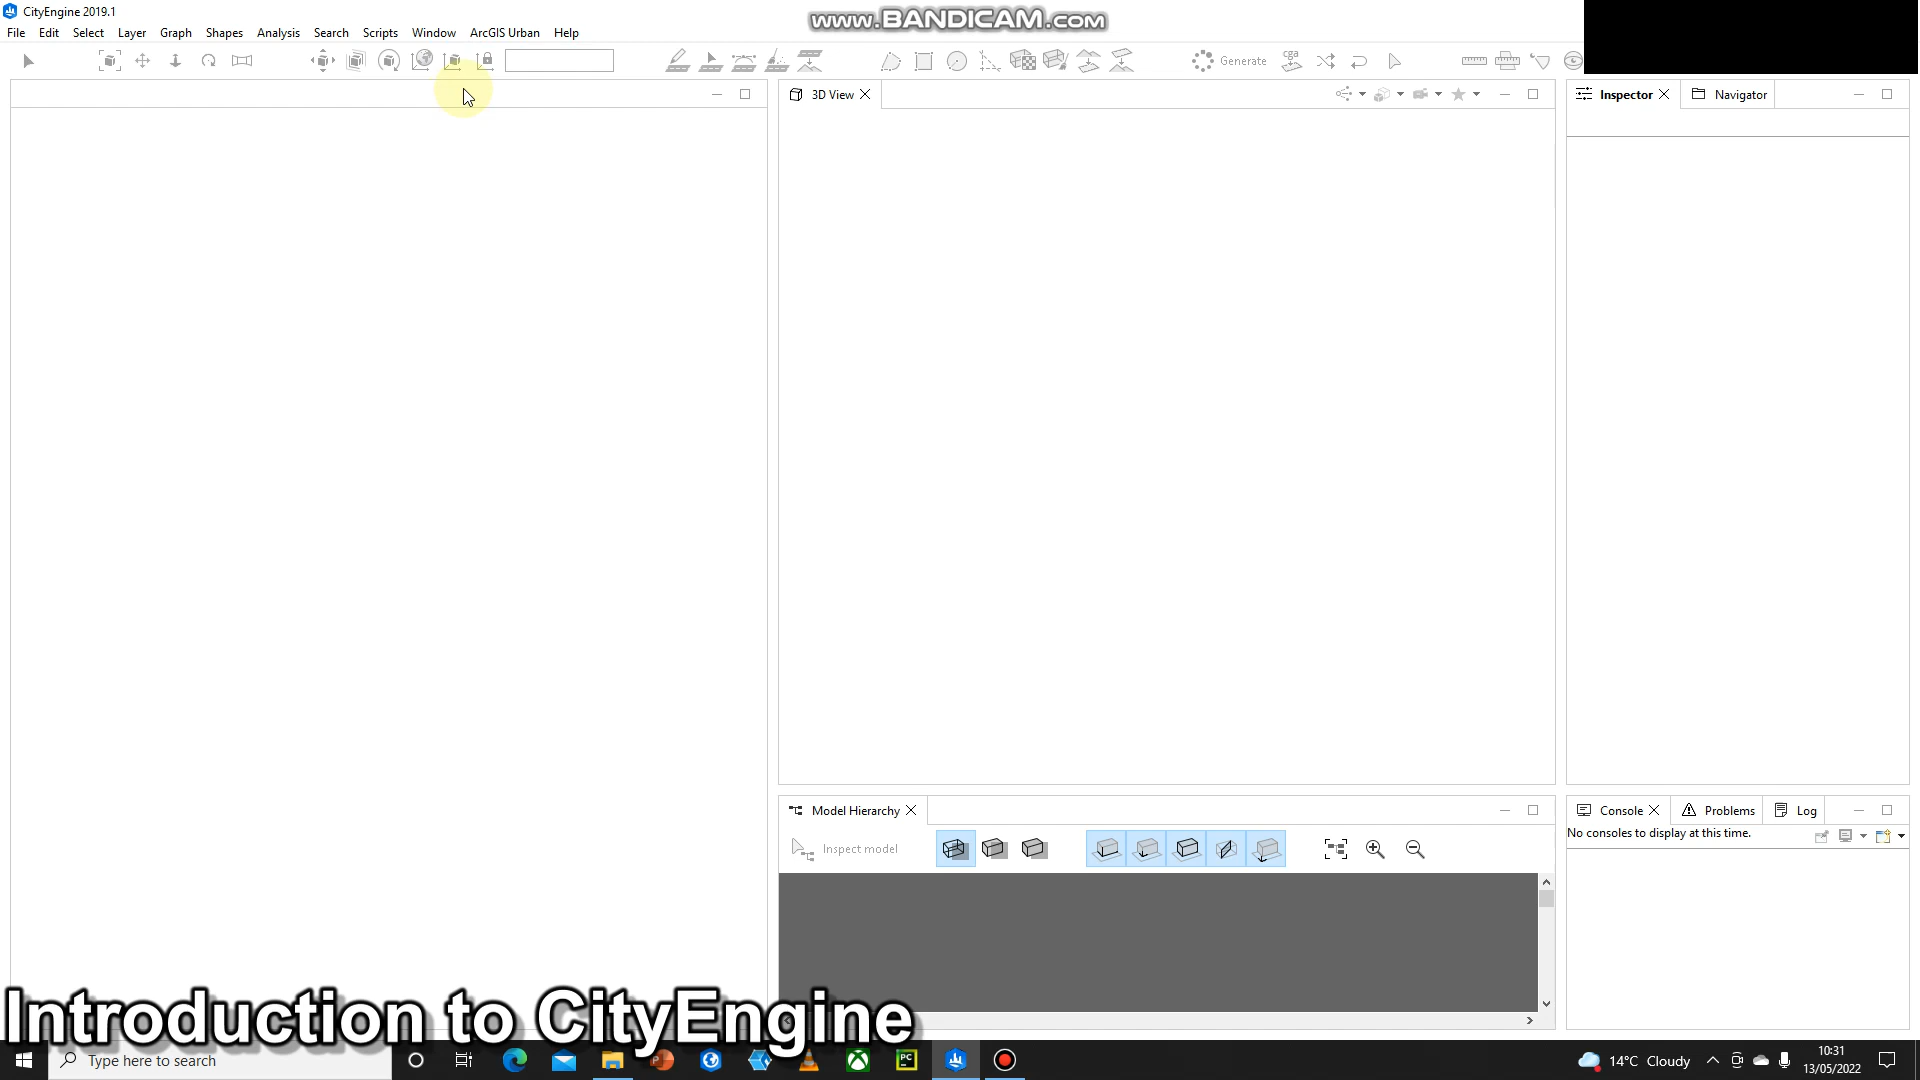 CityEngine 2019.1
www.BANDICAM.com
File Edit Select Layer Graph Shapes Analysis Search Scripts Window ArcGIS Urban Help
cga
Generate
3D View
Inspector
Navigator
Model Hierarchy
Inspect model
Console
Problems
Log
No consoles to display at this time.
Introduction to CityEngine
Type here to search
PC
14°C Cloudy
10:31
13/05/2022